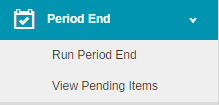 Period End
Run Period End
View Pending Items